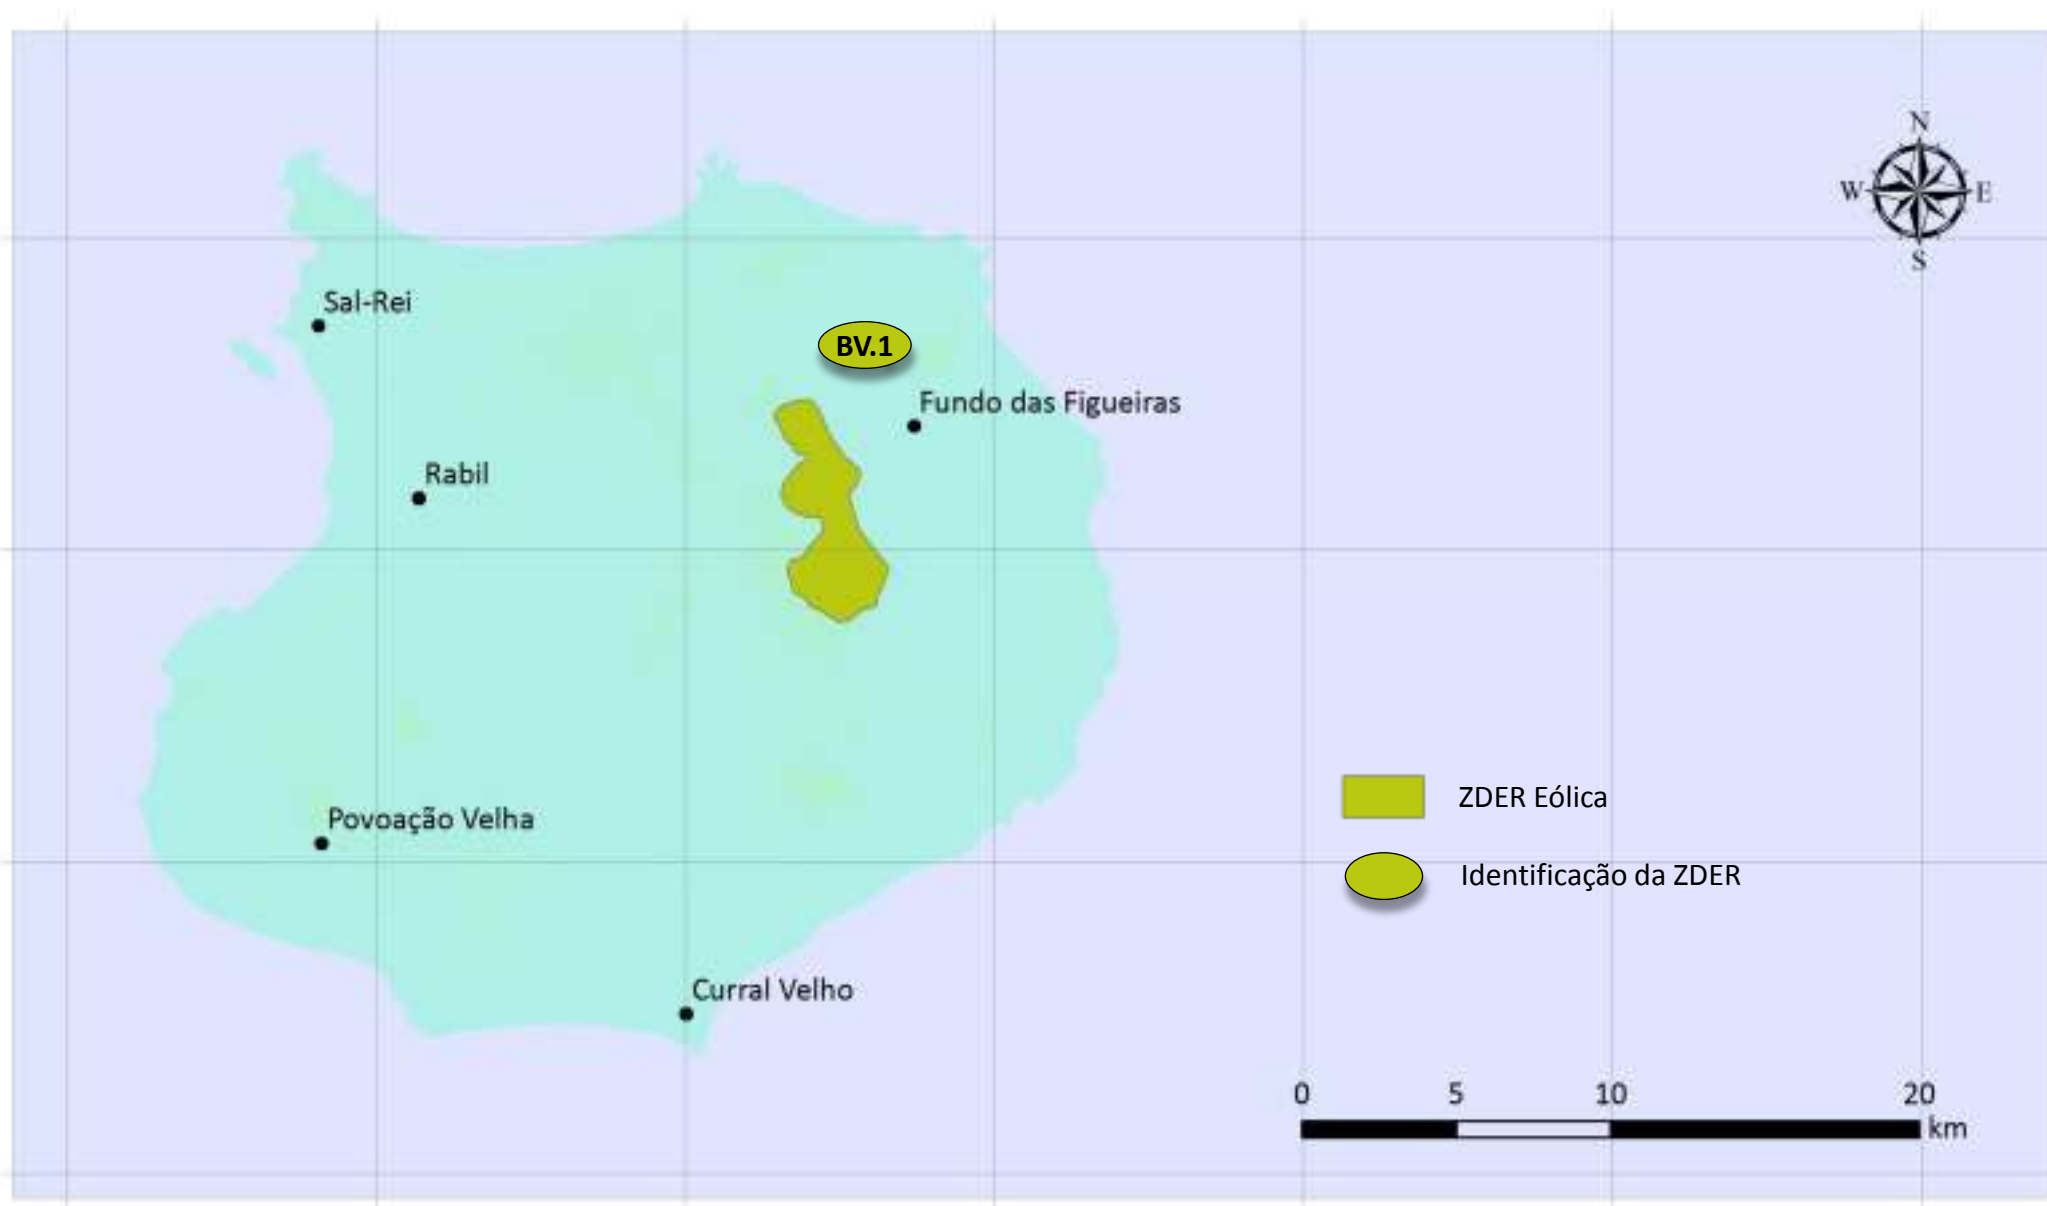 N
W E
S
Sal-Rei
BV.1
Fundo das Figueiras
Rabil
ZDER Eólica
Povoação Velha
Identificação da ZDER
Curral Velho
0 5 10 20
km